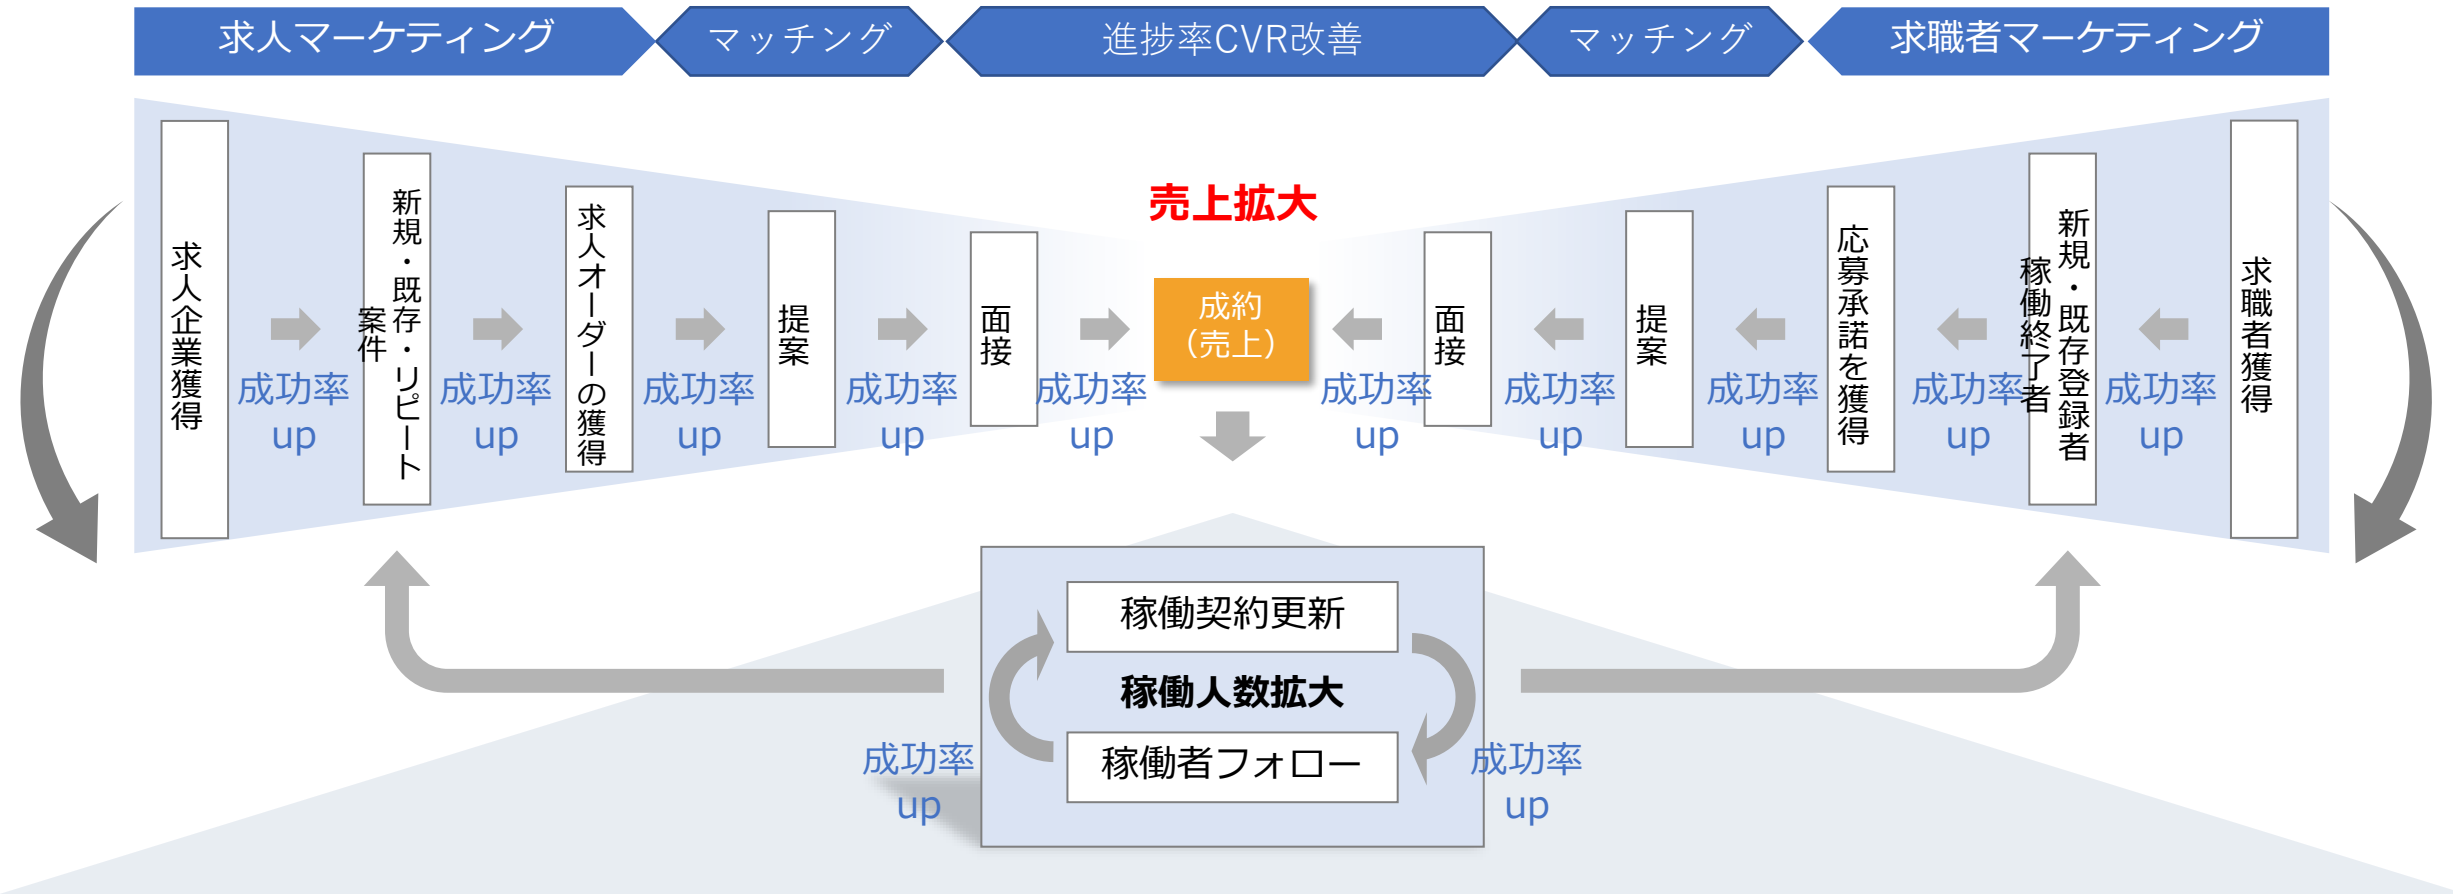 求人マーケティング
マッチング
進捗率CVR改善
マッチング
求職者マーケティング
売上拡大
求人企業獲得
成功率
up
新規・既存・リピート
案件
成功率
up
求人オーダーの獲得
成功率
up
提案
成功率
up
面接
成功率
up
成約
（売上）
成功率
up
面接
成功率
up
提案
成功率
up
応募承諾を獲得
成功率
up
新規・既存登録者
稼働終了者
成功率
up
求職者獲得
稼働契約更新
稼働人数拡大
稼働者フォロー
成功率
up
成功率
up